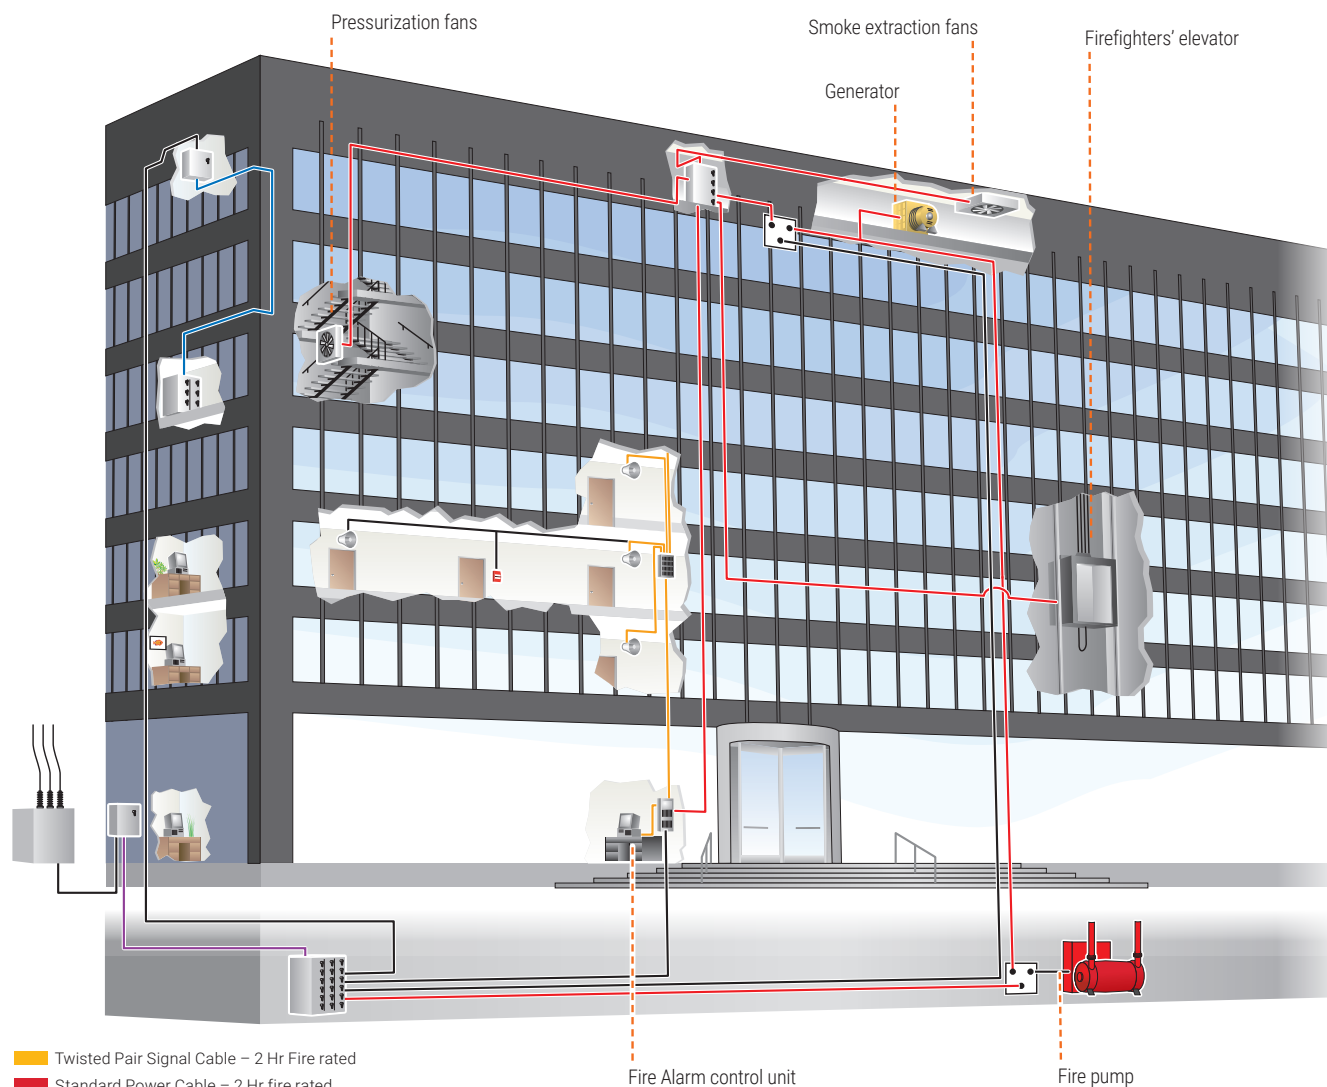 Pressurization fans
Smoke extraction fans
Firefighters’ elevator
Generator
Twisted Pair Signal Cable – 2 Hr Fire rated
Standard Power Cable – 2 Hr fire rated
Fire Alarm control unit
Fire pump